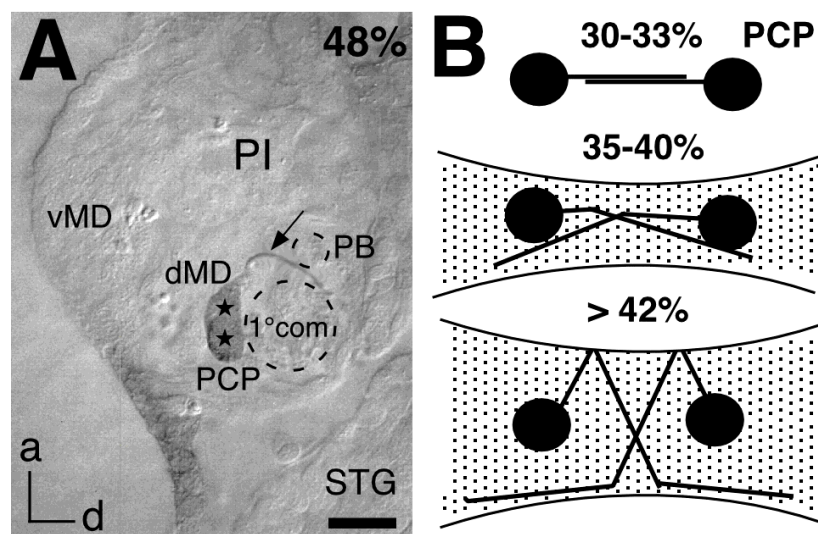 A
48%
PI
vMD
PB
dMD
1°com
PCP
a
d
STG
B
30-33% PCP
35-40%
> 42%